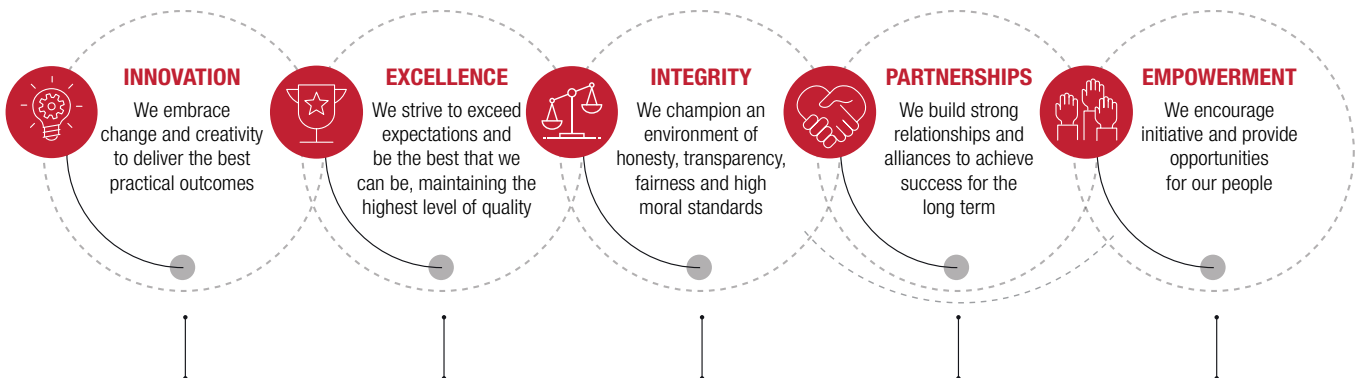 INNOVATION
We embrace
change and creativity
to deliver the best
practical outcomes
EXCELLENCE
We strive to exceed
expectations and
be the best that we
can be, maintaining the
highest level of quality
INTEGRITY
We champion an
environment of
honesty, transparency,
fairness and high
moral standards
PARTNERSHIPS
We build strong
relationships and
alliances to achieve
success for the
long term
EMPOWERMENT
We encourage
initiative and provide
opportunities
for our people